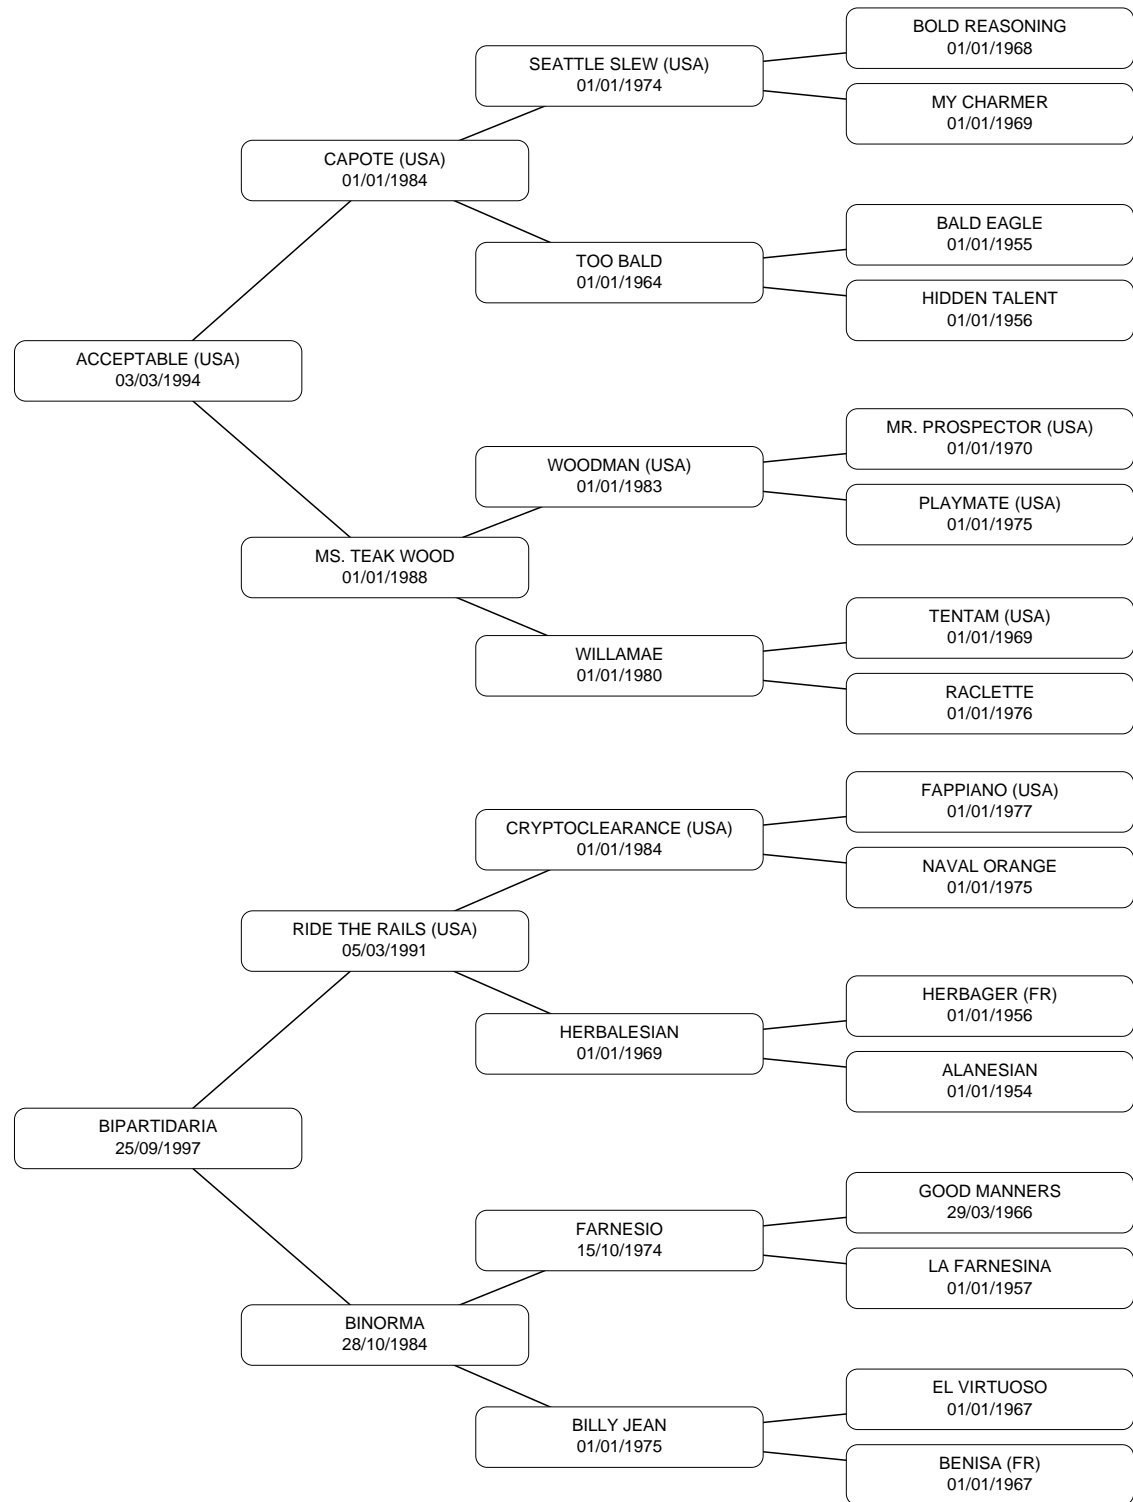 BOLD REASONING
01/01/1968
SEATTLE SLEW (USA)
01/01/1974
MY CHARMER
01/01/1969
CAPOTE (USA)
01/01/1984
BALD EAGLE
01/01/1955
TOO BALD
01/01/1964
HIDDEN TALENT
01/01/1956
ACCEPTABLE (USA)
03/03/1994
MR. PROSPECTOR (USA)
01/01/1970
WOODMAN (USA)
01/01/1983
PLAYMATE (USA)
01/01/1975
MS. TEAK WOOD
01/01/1988
TENTAM (USA)
01/01/1969
WILLAMAE
01/01/1980
RACLETTE
01/01/1976
FAPPIANO (USA)
01/01/1977
CRYPTOCLEARANCE (USA)
01/01/1984
NAVAL ORANGE
01/01/1975
RIDE THE RAILS (USA)
05/03/1991
HERBAGER (FR)
01/01/1956
HERBALESIAN
01/01/1969
ALANESIAN
01/01/1954
BIPARTIDARIA
25/09/1997
GOOD MANNERS
29/03/1966
FARNESIO
15/10/1974
LA FARNESINA
01/01/1957
BINORMA
28/10/1984
EL VIRTUOSO
01/01/1967
BILLY JEAN
01/01/1975
BENISA (FR)
01/01/1967